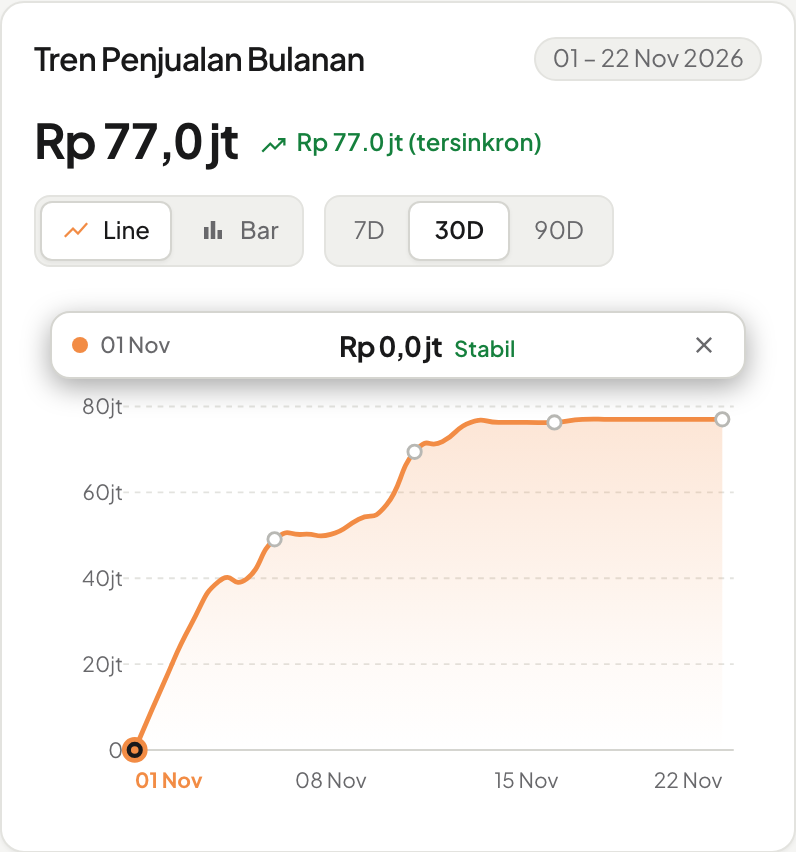 Tren Penjualan Bulanan
01 – 22 Nov 2026
Rp 77,0 jt
Rp 77.0 jt (tersinkron)
Line
Bar
7D
30D
90D
01 Nov
Rp 0,0 jt
Stabil
80jt
60jt
40jt
20jt
0
01 Nov
08 Nov
15 Nov
22 Nov